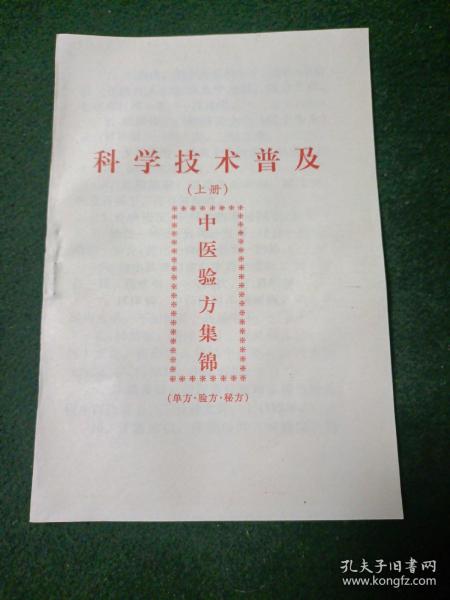 科学技术普及
(上册)
中医验方集锦
(单方·验方·秘方)
孔夫子旧书网
www.kongfz.com